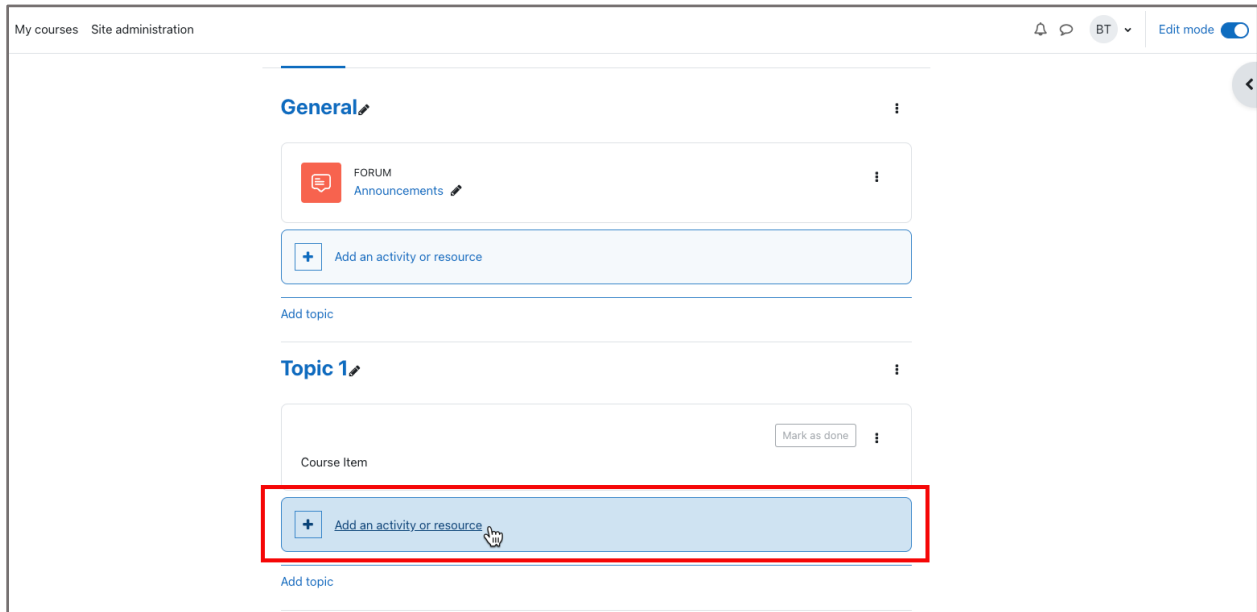 My courses Site administration BT Edit mode
General
FORUM
Announcements
Add an activity or resource
Add topic
Topic 1
Mark as done
Course Item
Add an activity or resource
Add topic